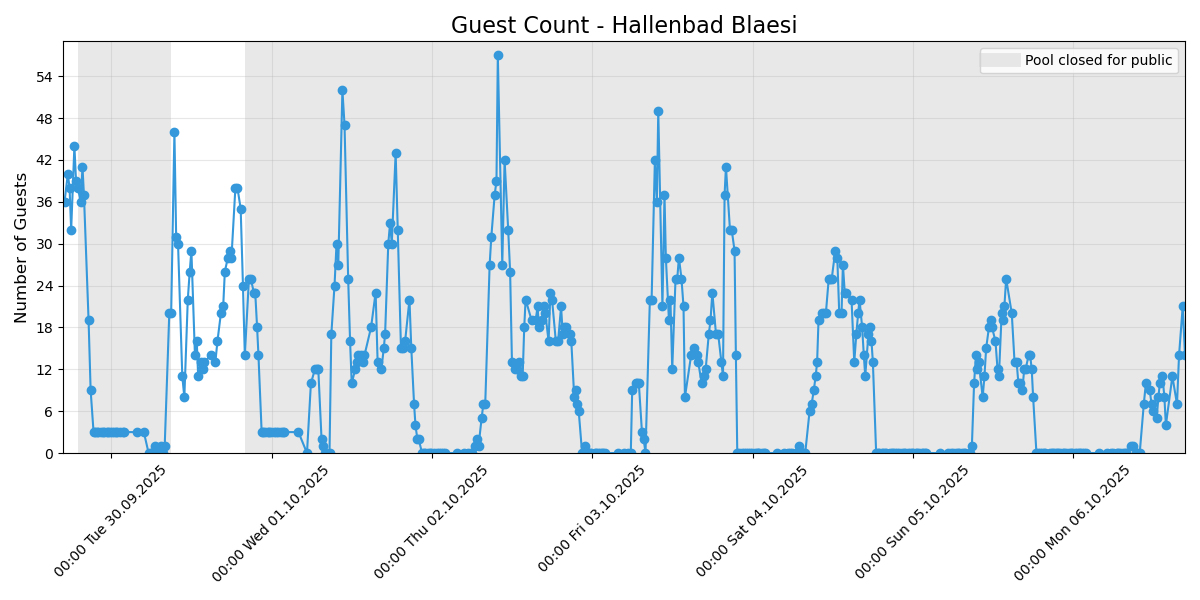 Guest Count - Hallenbad Blaesi
Pool closed for public
Number of Guests
54
48
42
36
30
24
18
12
6
0
00:00 Tue 30.09.2025
00:00 Wed 01.10.2025
00:00 Thu 02.10.2025
00:00 Fri 03.10.2025
00:00 Sat 04.10.2025
00:00 Sun 05.10.2025
00:00 Mon 06.10.2025